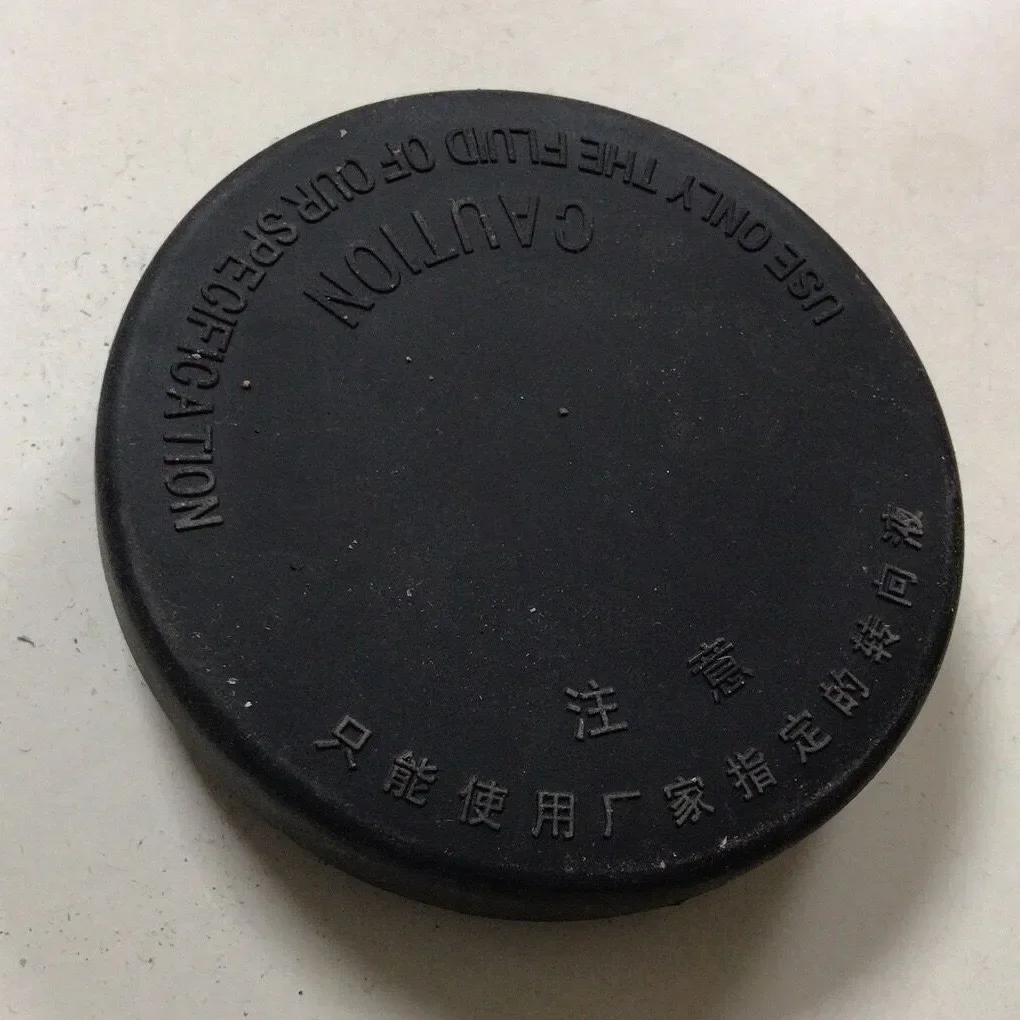 USE ONLY THE FLUID OF OUR SPECIFICATION
CAUTION
注意
只能使用厂家指定的转向液